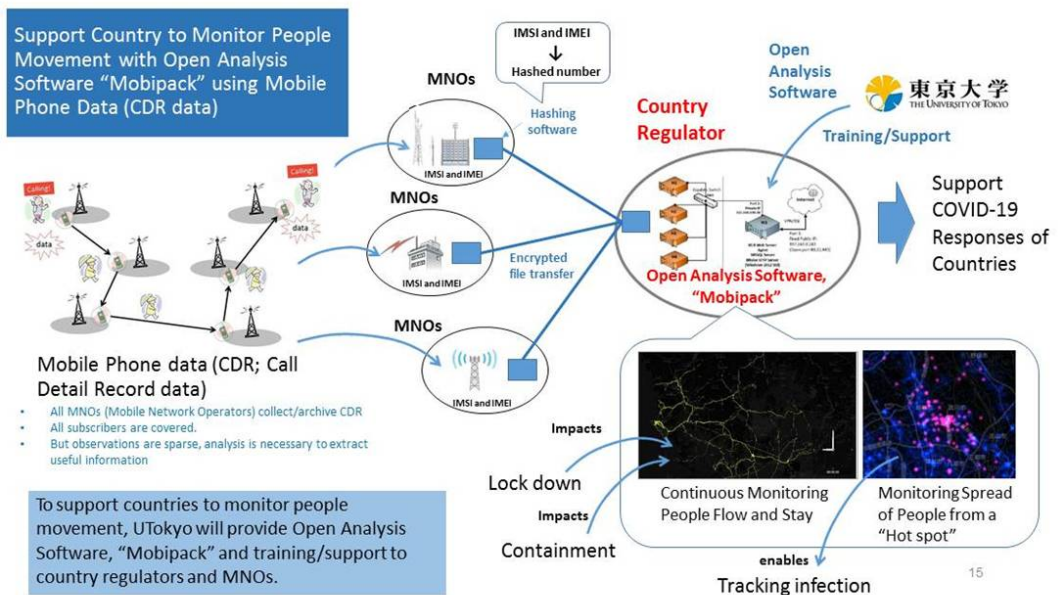 Support Country to Monitor People
Movement with Open Analysis
Software “Mobipack” using Mobile
Phone Data (CDR data)
IMSI and IMEI
Hashed number
MNOs
Hashing
software
IMSI and IMEI
MNOs
IMSI and IMEI
Encrypted
file transfer
MNOs
IMSI and IMEI
Calling!
data
Calling!
data
Mobile Phone data (CDR; Call
Detail Record data)
• All MNOs (Mobile Network Operators) collect/archive CDR
• All subscribers are covered.
• But observations are sparse, analysis is necessary to extract
useful information
To support countries to monitor people
movement, UTokyo will provide Open Analysis
Software, “Mobipack” and training/support to
country regulators and MNOs.
Country
Regulator
Open
Analysis
Software
東京大学
THE UNIVERSITY OF TOKYO
Training/Support
Internet
Open Analysis Software,
“Mobipack”
Support
COVID-19
Responses of
Countries
Impacts
Lock down
Impacts
Containment
Continuous Monitoring
People Flow and Stay
Monitoring Spread
of People from a
“Hot spot”
enables
Tracking infection
15